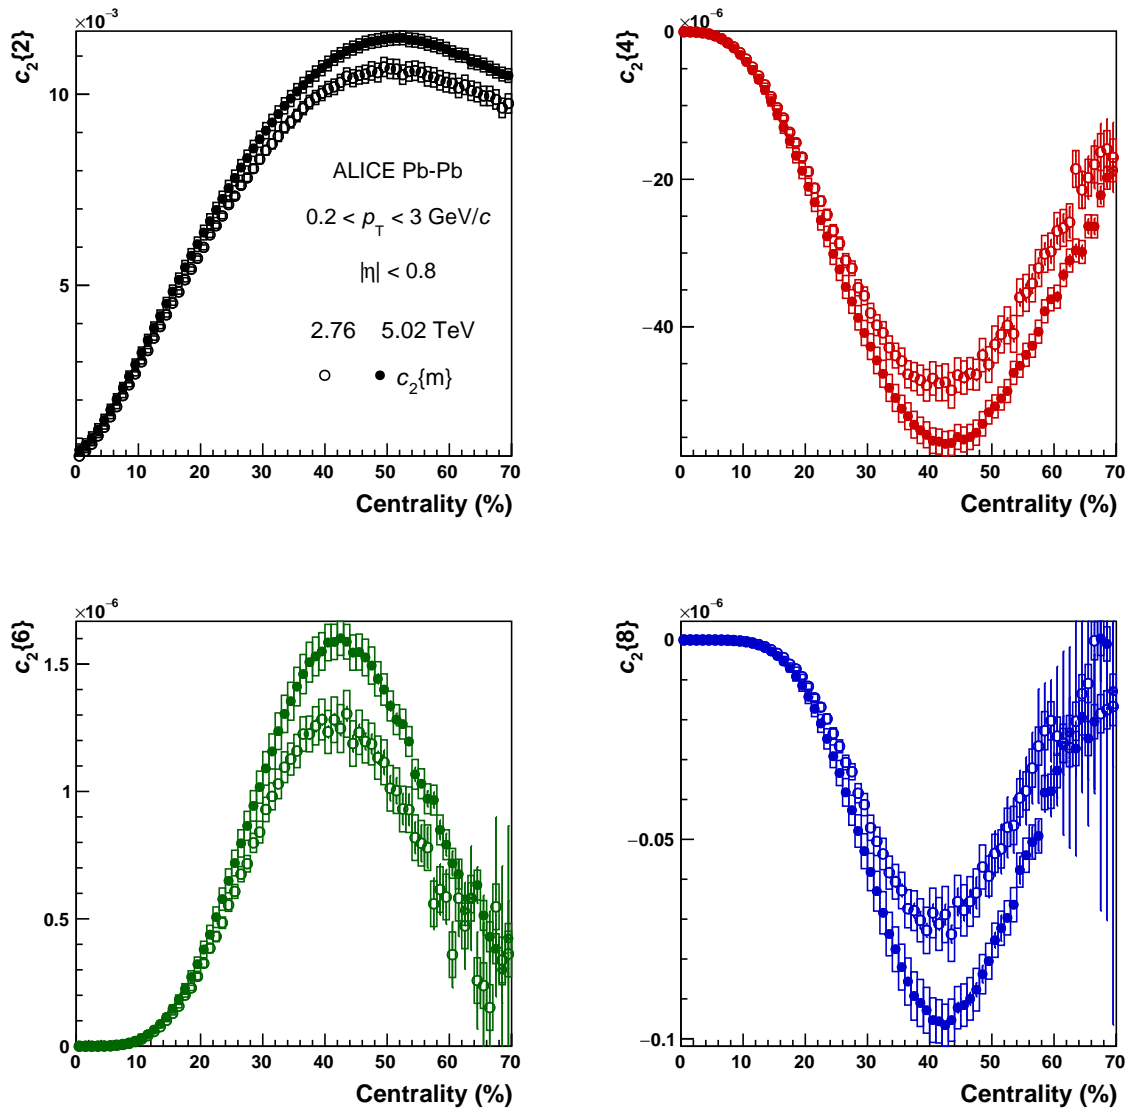 ×10⁻³
c₂{2}
10
5
ALICE Pb-Pb
0.2 < p_T < 3 GeV/c
|η| < 0.8
2.76 5.02 TeV
c₂{m}
0 10 20 30 40 50 60 70
Centrality (%)
×10⁻⁶
c₂{4}
0
−20
−40
0 10 20 30 40 50 60 70
Centrality (%)
×10⁻⁶
c₂{6}
1.5
1
0.5
0
0 10 20 30 40 50 60 70
Centrality (%)
×10⁻⁶
c₂{8}
0
−0.05
−0.1
0 10 20 30 40 50 60 70
Centrality (%)